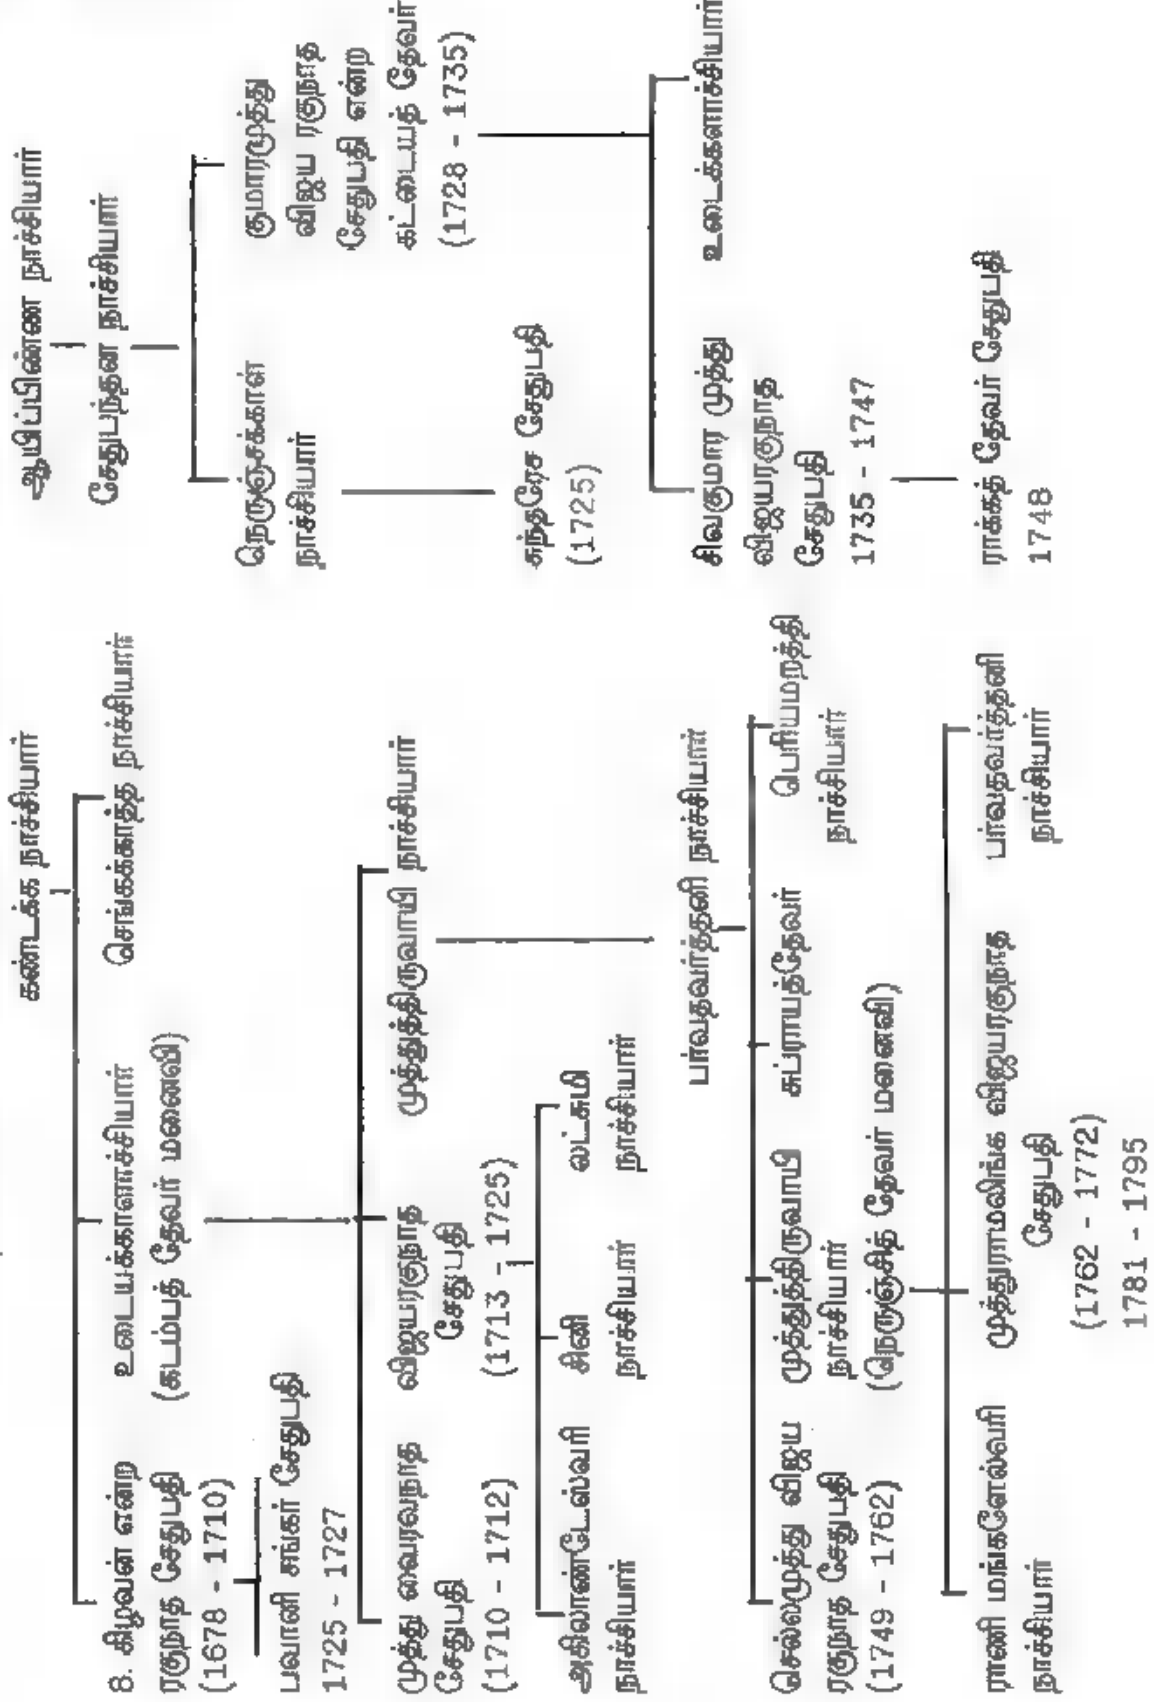 கண்டக்க நாச்சியார்
8. கிழவன் என்ற
ரகுநாத சேதுபதி
(1678 - 1710)
உடையக்காளாச்சியார்
(கடம்பத் தேவர் மனைவி)
செங்கக்காந்த நாச்சியார்
பவானி சங்கர் சேதுபதி
1725 - 1727
முத்து வைரவநாத
சேதுபதி
(1710 - 1712)
விஜயரகுநாத
சேதுபதி
(1713 - 1725)
முத்துத்திருவாயி நாச்சியார்
அகிலாண்டேஸ்வரி
நாச்சியார்
சினி
நாச்சியார்
லட்சுமி
நாச்சியார்
பர்வதவர்த்தனி நாச்சியார்
செல்லமுத்து விஜய
ரகுநாத சேதுபதி
(1749 - 1762)
முத்துத்திருவாயி
நாச்சியார்
(நெருஞ்சித் தேவர் மனைவி)
சுப்ராயத்தேவர்
பெரியமறத்தி
நாச்சியார்
ராணி மங்களேஸ்வரி
நாச்சியார்
முத்துராமலிங்க விஜயரகுநாத
சேதுபதி
(1762 - 1772)
1781 - 1795
பர்வதவர்த்தனி
நாச்சியார்
ஆயிப்பிள்ண நாச்சியார்
சேதுபந்தன நாச்சியார்
நெருஞ்சக்காள்
நாச்சியார்
குமாரமுத்து
விஜய ரகுநாத
சேதுபதி என்ற
கட்டையத் தேவர்
(1728 - 1735)
சுந்தரேச சேதுபதி
(1725)
சிவகுமார முத்து
விஜயரகுநாத
சேதுபதி
1735 - 1747
உடைக்களாச்சியார்
ராக்கத் தேவர் சேதுபதி
1748